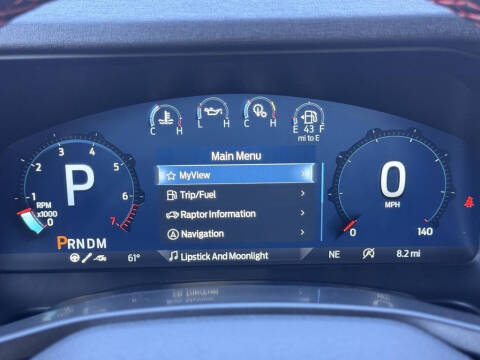 C H
L H
C H
E 43 F
mi to E
Main Menu
MyView
Trip/Fuel
Raptor Information
Navigation
1 2 3 4 5 6 7
P
RPM
x1000
0
PRNDM
0
MPH
0 140
61°
Lipstick And Moonlight
NE
8.2 mi